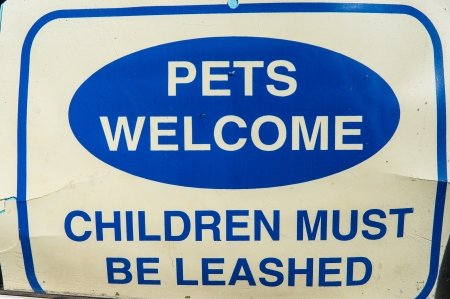 PETS
WELCOME
CHILDREN MUST
BE LEASHED